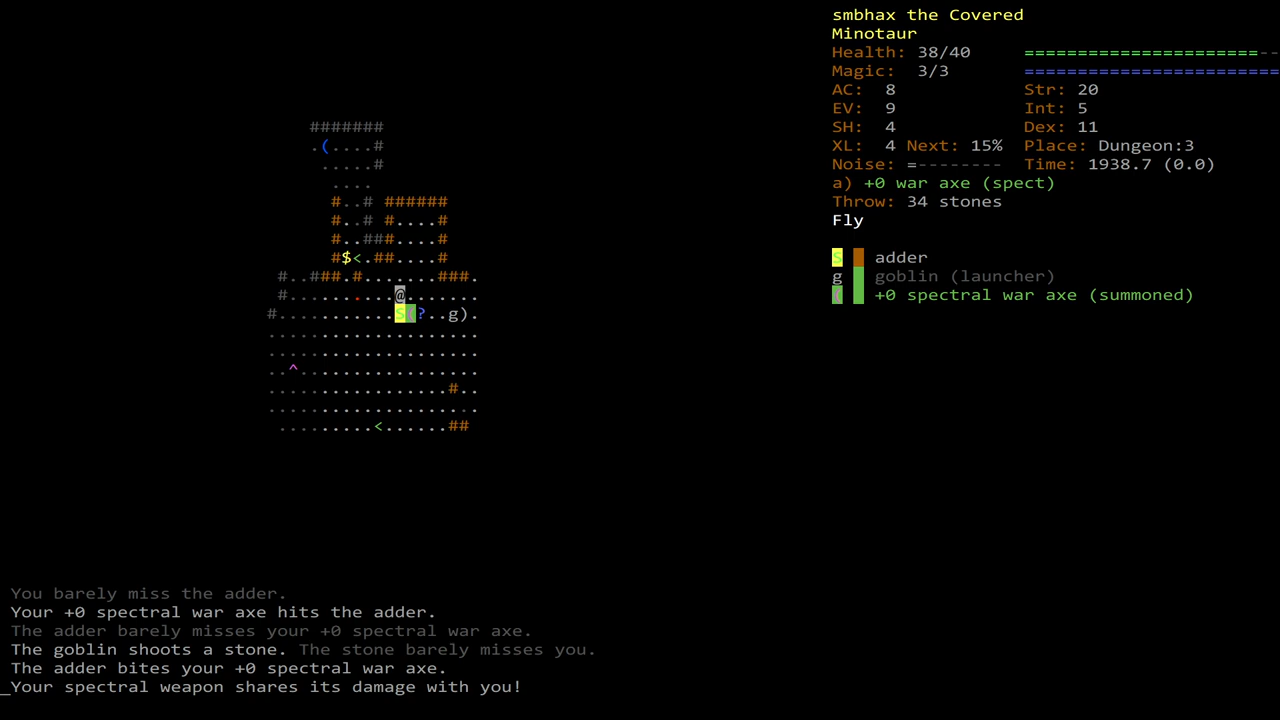 smbhax the Covered
Minotaur
Health: 38/40 ========================--
Magic: 3/3 ========================
AC: 8 Str: 20
EV: 9 Int: 5
SH: 4 Dex: 11
XL: 4 Next: 15% Place: Dungeon:3
Noise: =-------- Time: 1938.7 (0.0)
a) +0 war axe (spect)
Throw: 34 stones
Fly
S adder
g goblin (launcher)
( +0 spectral war axe (summoned)
#######
.(....#
.....#
....
#..# ######
#..# #....#
#..###....#
#$<.##....#
#..###.#.......###.
#.........@.......
#...........S(?..g).
....................
....................
..^.................
.................#..
....................
.........<......##
You barely miss the adder.
Your +0 spectral war axe hits the adder.
The adder barely misses your +0 spectral war axe.
The goblin shoots a stone. The stone barely misses you.
The adder bites your +0 spectral war axe.
_Your spectral weapon shares its damage with you!